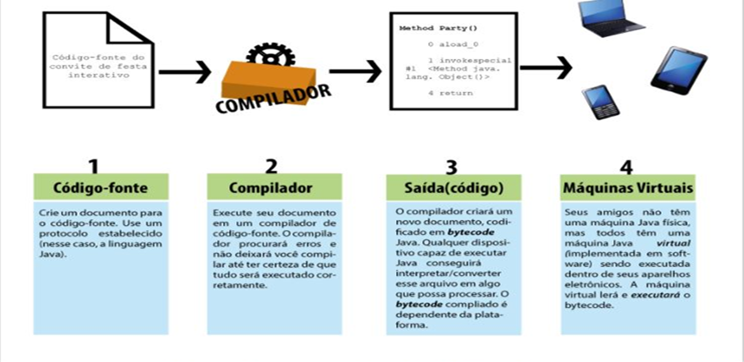 Código-fonte do
convite de festa
interativo
COMPILADOR
Method Party()
0 aload_0
1 invokespecial
#1 <Method java.
lang. Object()>
4 return
1
Código-fonte
Crie um documento para
o código-fonte. Use um
protocolo estabelecido
(nesse caso, a linguagem
Java).
2
Compilador
Execute seu documento
em um compilador de
código-fonte. O compila-
dor procurará erros e
não deixará você compi-
lar até ter certeza de que
tudo será executado cor-
retamente.
3
Saída(código)
O compilador criará um
novo documento, codi-
ficado em bytecode
Java. Qualquer disposi-
tivo capaz de executar
Java conseguirá
interpretar/converter
esse arquivo em algo
que possa processar. O
bytecode compliado é
dependente da plata-
forma.
4
Máquinas Virtuais
Seus amigos não têm
uma máquina Java física,
mas todos têm uma
máquina Java virtual
(implementada em soft-
ware) sendo executada
dentro de seus aparelhos
eletrônicos. A máquina
virtual lerá e executará o
bytecode.